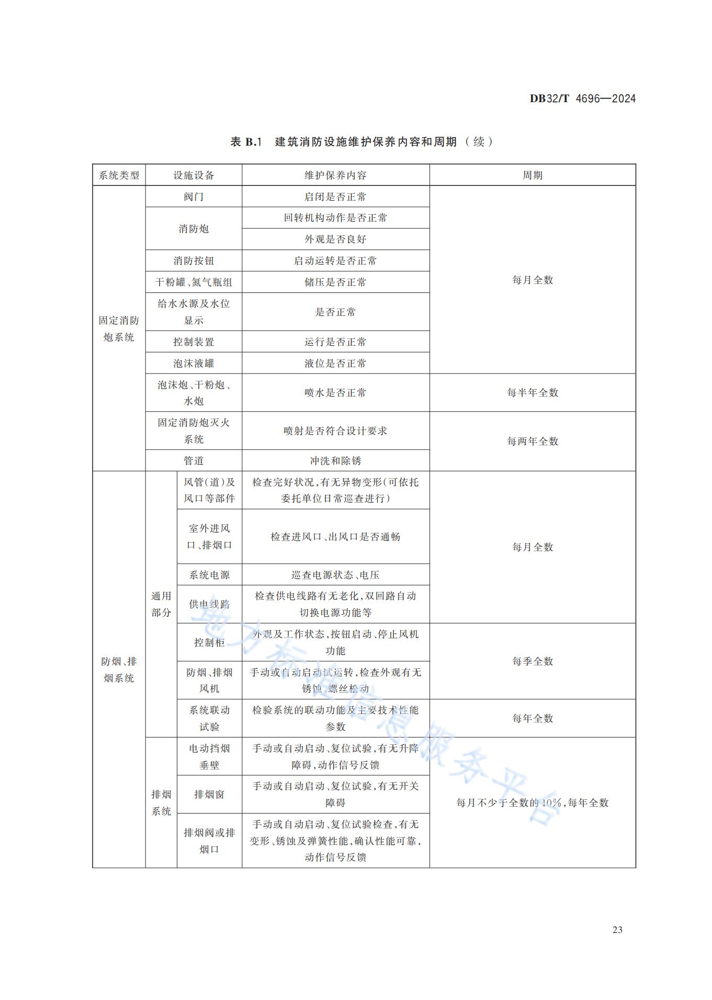 DB32/T 4696—2024
表 B.1 建筑消防设施维护保养内容和周期(续)
系统类型 设施设备 维护保养内容 周期
固定消防
炮系统
阀门 启闭是否正常
消防炮 回转机构动作是否正常
外观是否良好
消防按钮 启动运转是否正常
干粉罐、氮气瓶组 储压是否正常
给水水源及水位
显示
是否正常
控制装置 运行是否正常
泡沫液罐 液位是否正常
每月全数
泡沫炮、干粉炮、
水炮
喷水是否正常 每半年全数
固定消防炮灭火
系统
喷射是否符合设计要求
管道 冲洗和除锈
每两年全数
防烟、排
烟系统
通用
部分
风管(道)及
风口等部件
检查完好状况,有无异物变形(可依托
委托单位日常巡查进行)
室外进风
口、排烟口
检查进风口、出风口是否通畅
系统电源 巡查电源状态、电压
供电线路
检查供电线路有无老化,双回路自动
切换电源功能等
每月全数
控制柜
外观及工作状态,按钮启动、停止风机
功能
防烟、排烟
风机
手动或自动启动试运转,检查外观有无
锈蚀、螺丝松动
每季全数
系统联动
试验
检验系统的联动功能及主要技术性能
参数
每年全数
排烟
系统
电动挡烟
垂壁
手动或自动启动、复位试验,有无升降
障碍,动作信号反馈
排烟窗
手动或自动启动、复位试验,有无开关
障碍
排烟阀或排
烟口
手动或自动启动、复位试验检查,有无
变形、锈蚀及弹簧性能,确认性能可靠,
动作信号反馈
每月不少于全数的10%,每年全数
地方标准信息服务平台
23